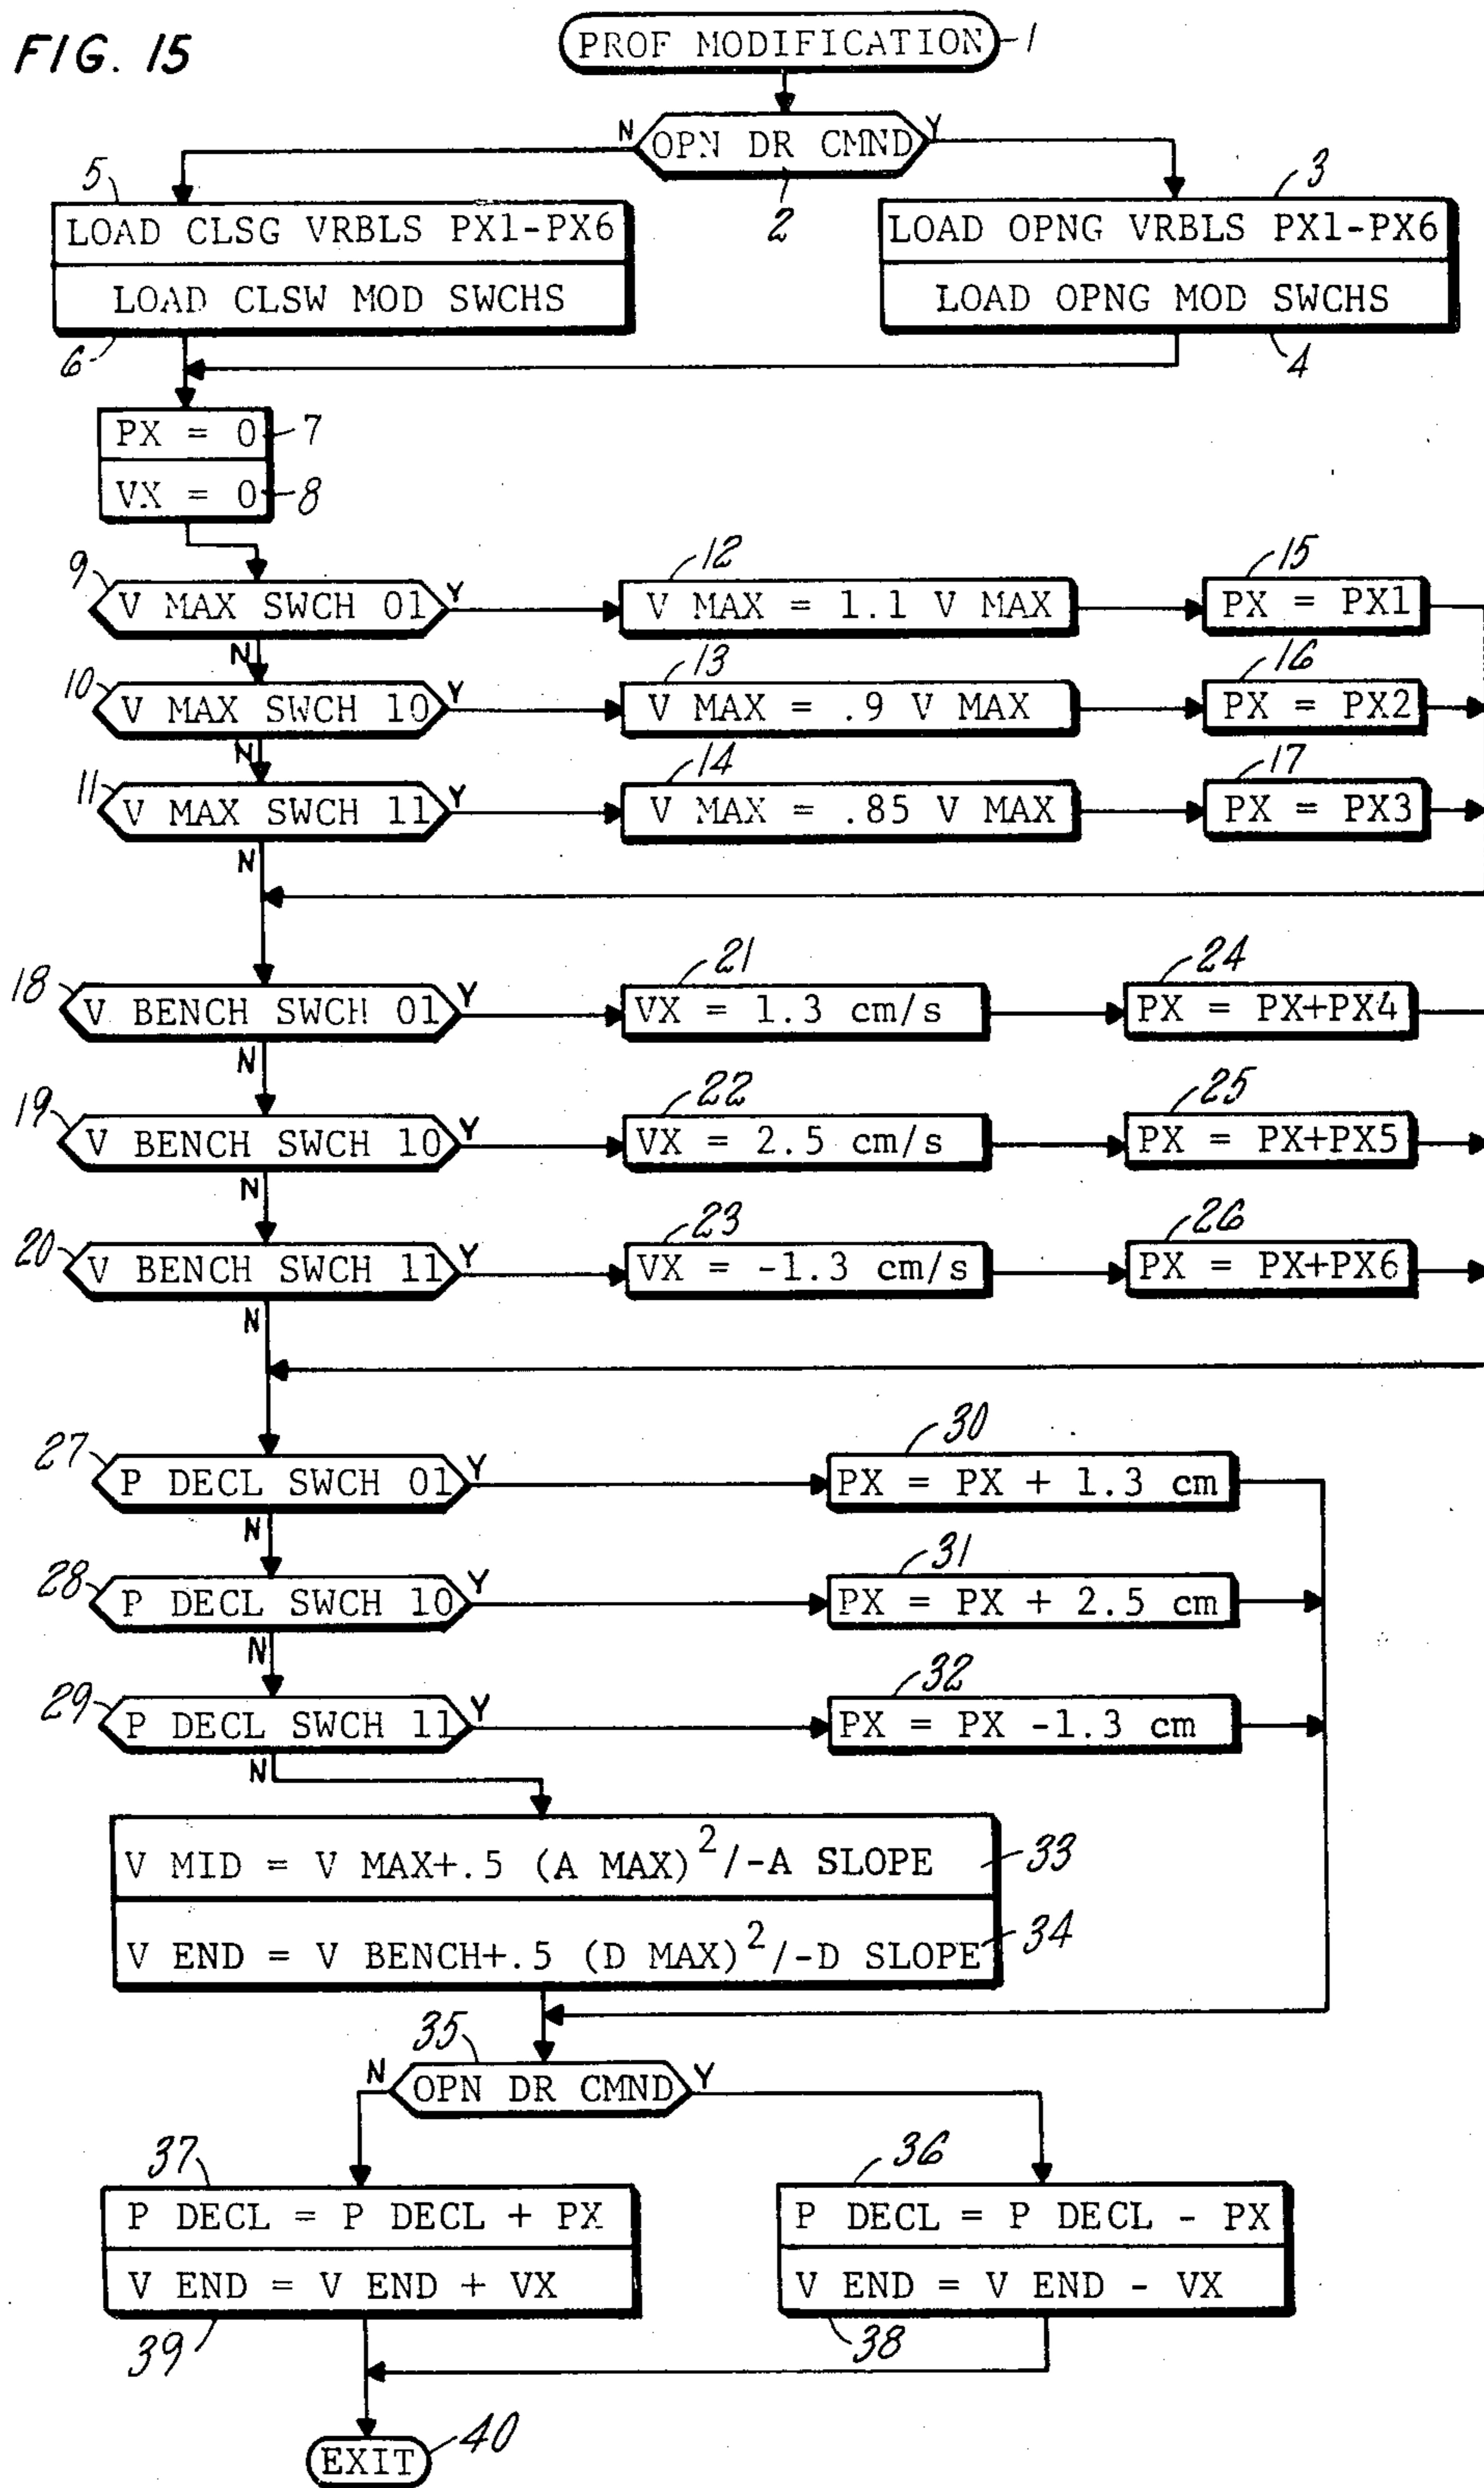 FIG. 15
PROF MODIFICATION
1
N
OPN DR CMND
Y
2
5
3
LOAD CLSG VRBLS PX1-PX6
LOAD OPNG VRBLS PX1-PX6
LOAD CLSW MOD SWCHS
LOAD OPNG MOD SWCHS
6
4
PX = 0
7
VX = 0
8
9
V MAX SWCH 01
Y
12
V MAX = 1.1 V MAX
15
PX = PX1
N
10
V MAX SWCH 10
Y
13
V MAX = .9 V MAX
16
PX = PX2
N
11
V MAX SWCH 11
Y
14
V MAX = .85 V MAX
17
PX = PX3
N
18
V BENCH SWCH 01
Y
21
VX = 1.3 cm/s
24
PX = PX+PX4
N
19
V BENCH SWCH 10
Y
22
VX = 2.5 cm/s
25
PX = PX+PX5
N
20
V BENCH SWCH 11
Y
23
VX = -1.3 cm/s
26
PX = PX+PX6
N
27
P DECL SWCH 01
Y
30
PX = PX + 1.3 cm
N
28
P DECL SWCH 10
Y
31
PX = PX + 2.5 cm
N
29
P DECL SWCH 11
Y
32
PX = PX -1.3 cm
N
V MID = V MAX+.5 (A MAX)²/-A SLOPE
33
V END = V BENCH+.5 (D MAX)²/-D SLOPE
34
35
N
OPN DR CMND
Y
37
36
P DECL = P DECL + PX
P DECL = P DECL - PX
V END = V END + VX
V END = V END - VX
39
38
EXIT
40